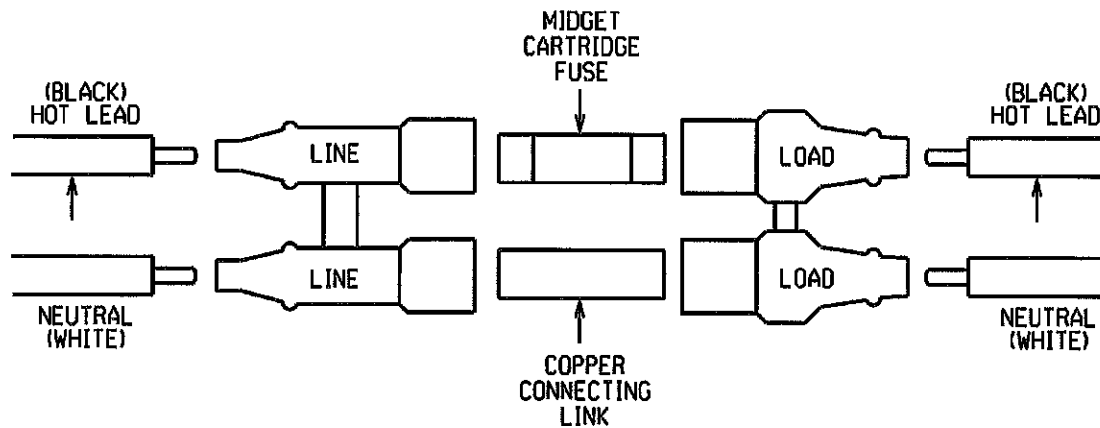 MIDGET
CARTRIDGE
FUSE
(BLACK)
HOT LEAD
(BLACK)
HOT LEAD
LINE
LOAD
LINE
LOAD
NEUTRAL
(WHITE)
NEUTRAL
(WHITE)
COPPER
CONNECTING
LINK